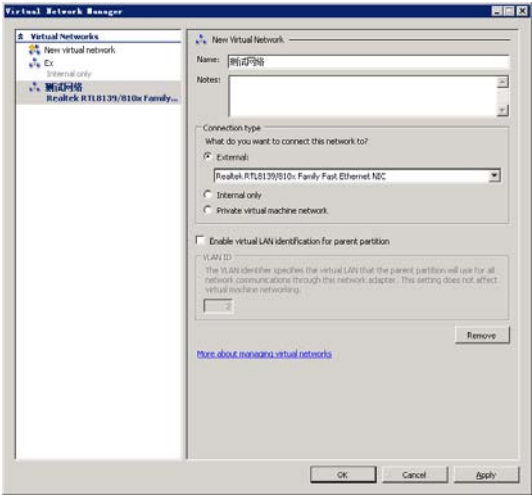 Virtual Network Manager
Virtual Networks
New virtual network
Ex
Internal only
测试网络
Realtek RTL8139/810x Family...
New Virtual Network
Name:
测试网络
Notes:
Connection type
What do you want to connect this network to?
External:
Realtek RTL8139/810x Family Fast Ethernet NIC
Internal only
Private virtual machine network
Enable virtual LAN identification for parent partition
VLAN ID
The VLAN identifier specifies the virtual LAN that the parent partition will use for all
network communications through this network adapter. This setting does not affect
virtual machine networking.
2
Remove
More about managing virtual networks
OK
Cancel
Apply